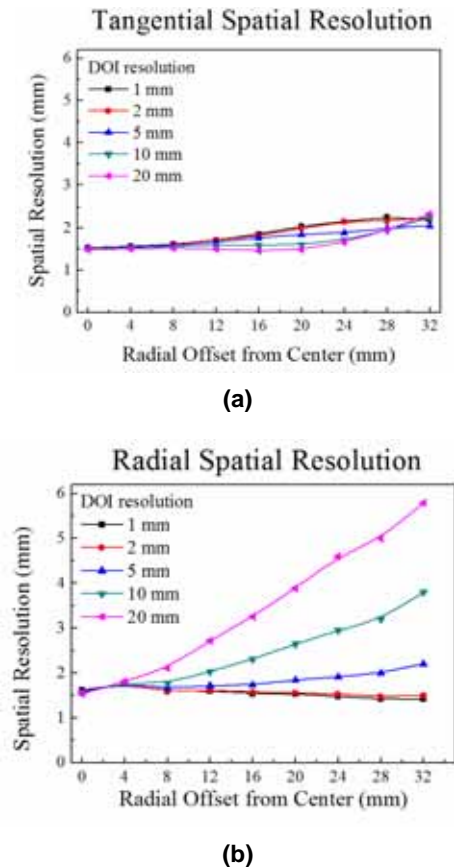 Tangential Spatial Resolution
Spatial Resolution (mm)
6
5
4
3
2
1
0
DOI resolution
1 mm
2 mm
5 mm
10 mm
20 mm
0 4 8 12 16 20 24 28 32
Radial Offset from Center (mm)
(a)
Radial Spatial Resolution
Spatial Resolution (mm)
6
5
4
3
2
1
0
DOI resolution
1 mm
2 mm
5 mm
10 mm
20 mm
0 4 8 12 16 20 24 28 32
Radial Offset from Center (mm)
(b)